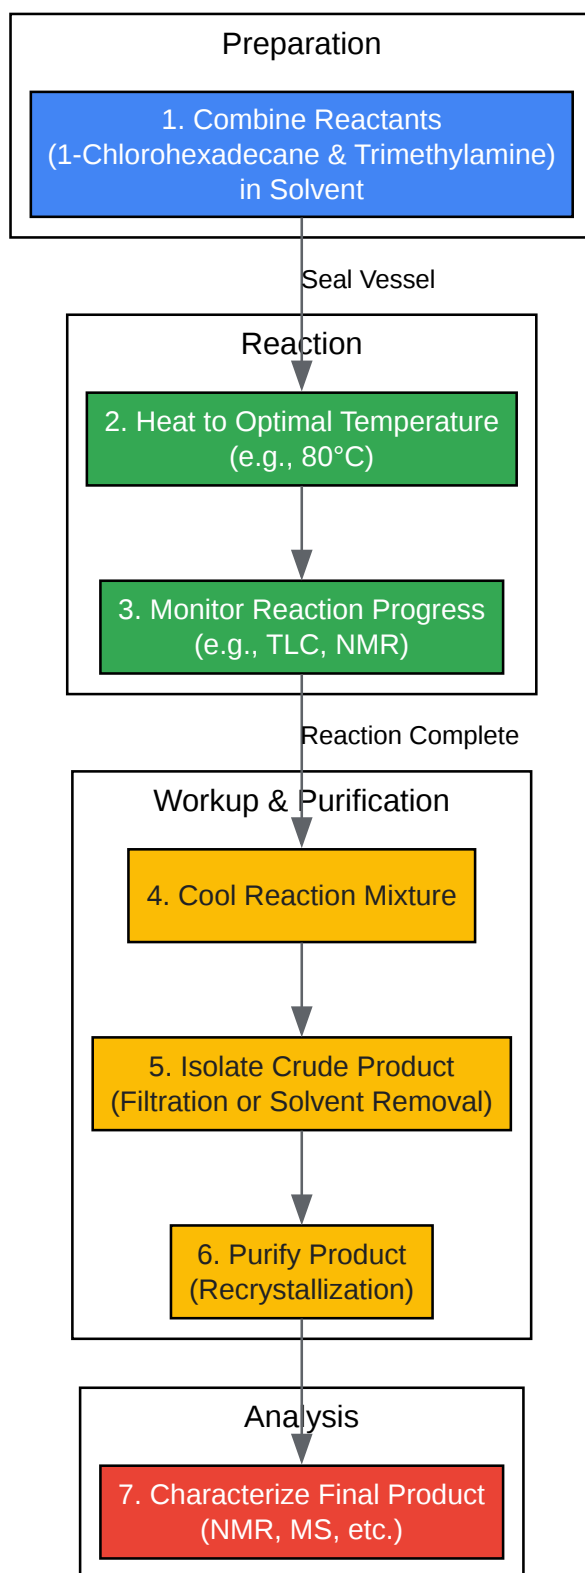 Preparation
1. Combine Reactants
(1-Chlorohexadecane & Trimethylamine)
in Solvent
Seal Vessel
Reaction
2. Heat to Optimal Temperature
(e.g., 80°C)
3. Monitor Reaction Progress
(e.g., TLC, NMR)
Reaction Complete
Workup & Purification
4. Cool Reaction Mixture
5. Isolate Crude Product
(Filtration or Solvent Removal)
6. Purify Product
(Recrystallization)
Analysis
7. Characterize Final Product
(NMR, MS, etc.)